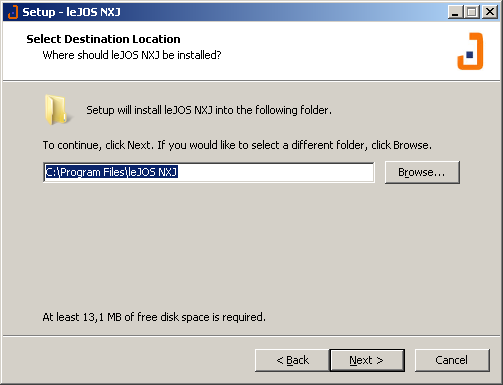 Setup - leJOS NXJ
Select Destination Location
Where should leJOS NXJ be installed?
Setup will install leJOS NXJ into the following folder.
To continue, click Next. If you would like to select a different folder, click Browse.
C:\Program Files\leJOS NXJ
Browse...
At least 13,1 MB of free disk space is required.
< Back
Next >
Cancel